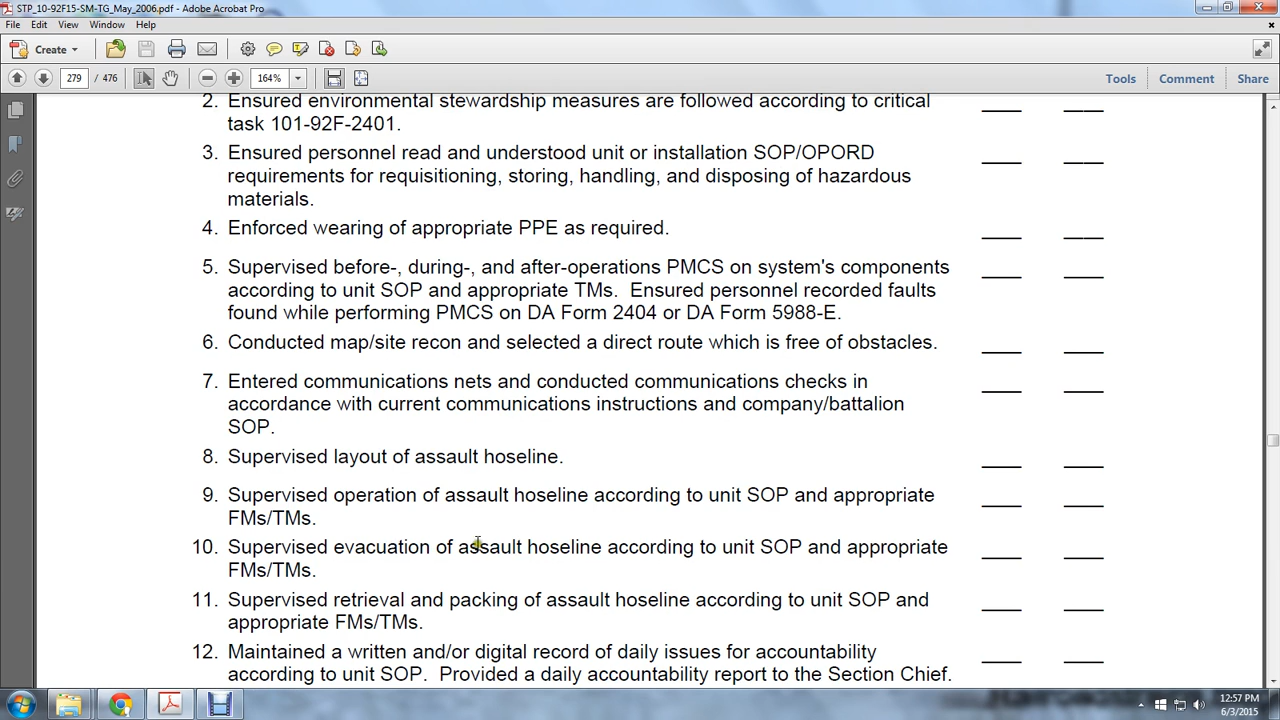 STP_10-92F15-SM-TG_May_2006.pdf - Adobe Acrobat Pro
File Edit View Window Help
Create
279 / 476 164% Tools Comment Share
2. Ensured environmental stewardship measures are followed according to critical
task 101-92F-2401.
3. Ensured personnel read and understood unit or installation SOP/OPORD
requirements for requisitioning, storing, handling, and disposing of hazardous
materials.
4. Enforced wearing of appropriate PPE as required.
5. Supervised before-, during-, and after-operations PMCS on system's components
according to unit SOP and appropriate TMs. Ensured personnel recorded faults
found while performing PMCS on DA Form 2404 or DA Form 5988-E.
6. Conducted map/site recon and selected a direct route which is free of obstacles.
7. Entered communications nets and conducted communications checks in
accordance with current communications instructions and company/battalion
SOP.
8. Supervised layout of assault hoseline.
9. Supervised operation of assault hoseline according to unit SOP and appropriate
FMs/TMs.
10. Supervised evacuation of assault hoseline according to unit SOP and appropriate
FMs/TMs.
11. Supervised retrieval and packing of assault hoseline according to unit SOP and
appropriate FMs/TMs.
12. Maintained a written and/or digital record of daily issues for accountability
according to unit SOP. Provided a daily accountability report to the Section Chief.
12:57 PM
6/3/2015